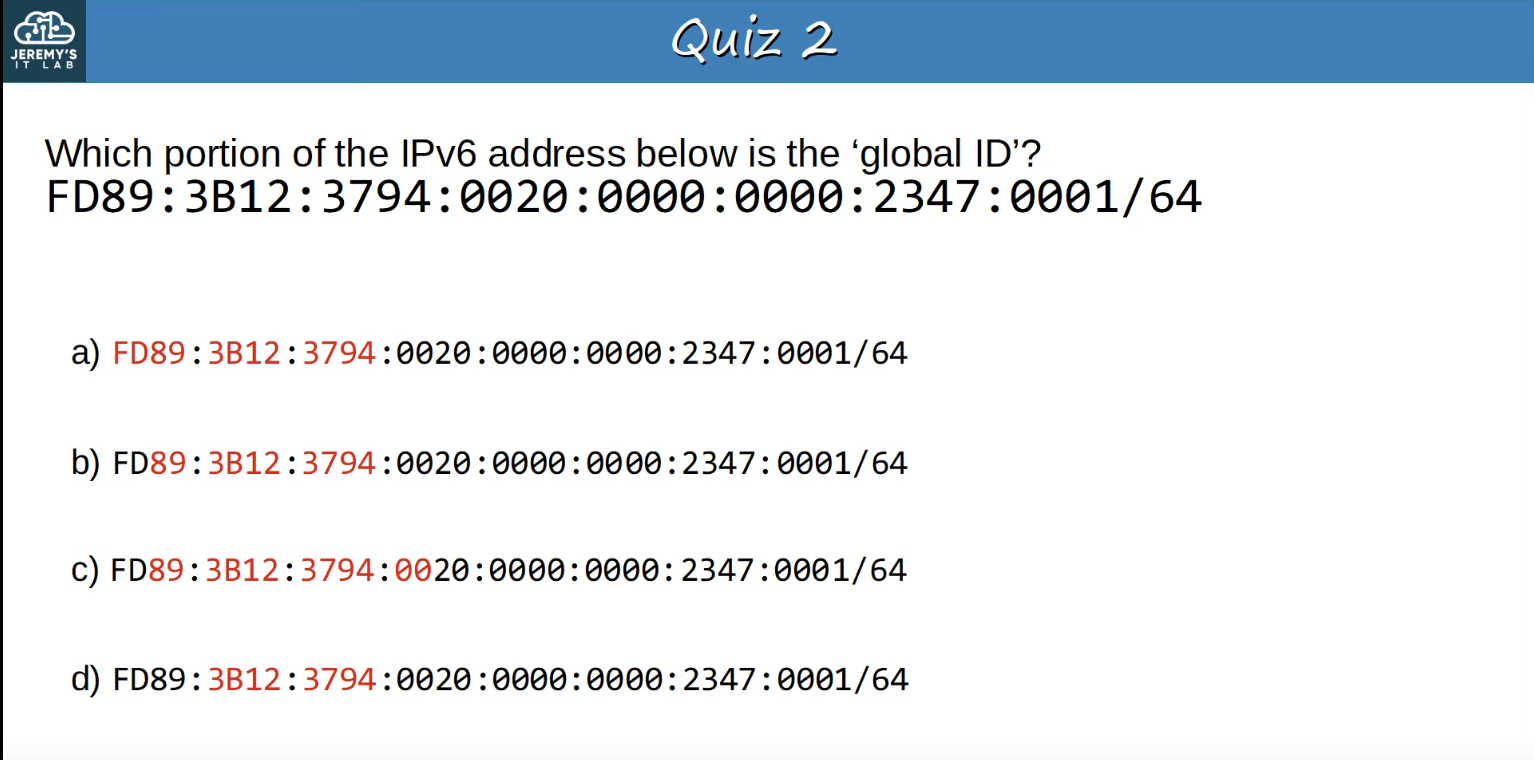 JEREMY'S
IT LAB
Quiz 2
Which portion of the IPv6 address below is the ‘global ID’?
FD89:3B12:3794:0020:0000:0000:2347:0001/64
a) FD89:3B12:3794:0020:0000:0000:2347:0001/64
b) FD89:3B12:3794:0020:0000:0000:2347:0001/64
c) FD89:3B12:3794:0020:0000:0000:2347:0001/64
d) FD89:3B12:3794:0020:0000:0000:2347:0001/64